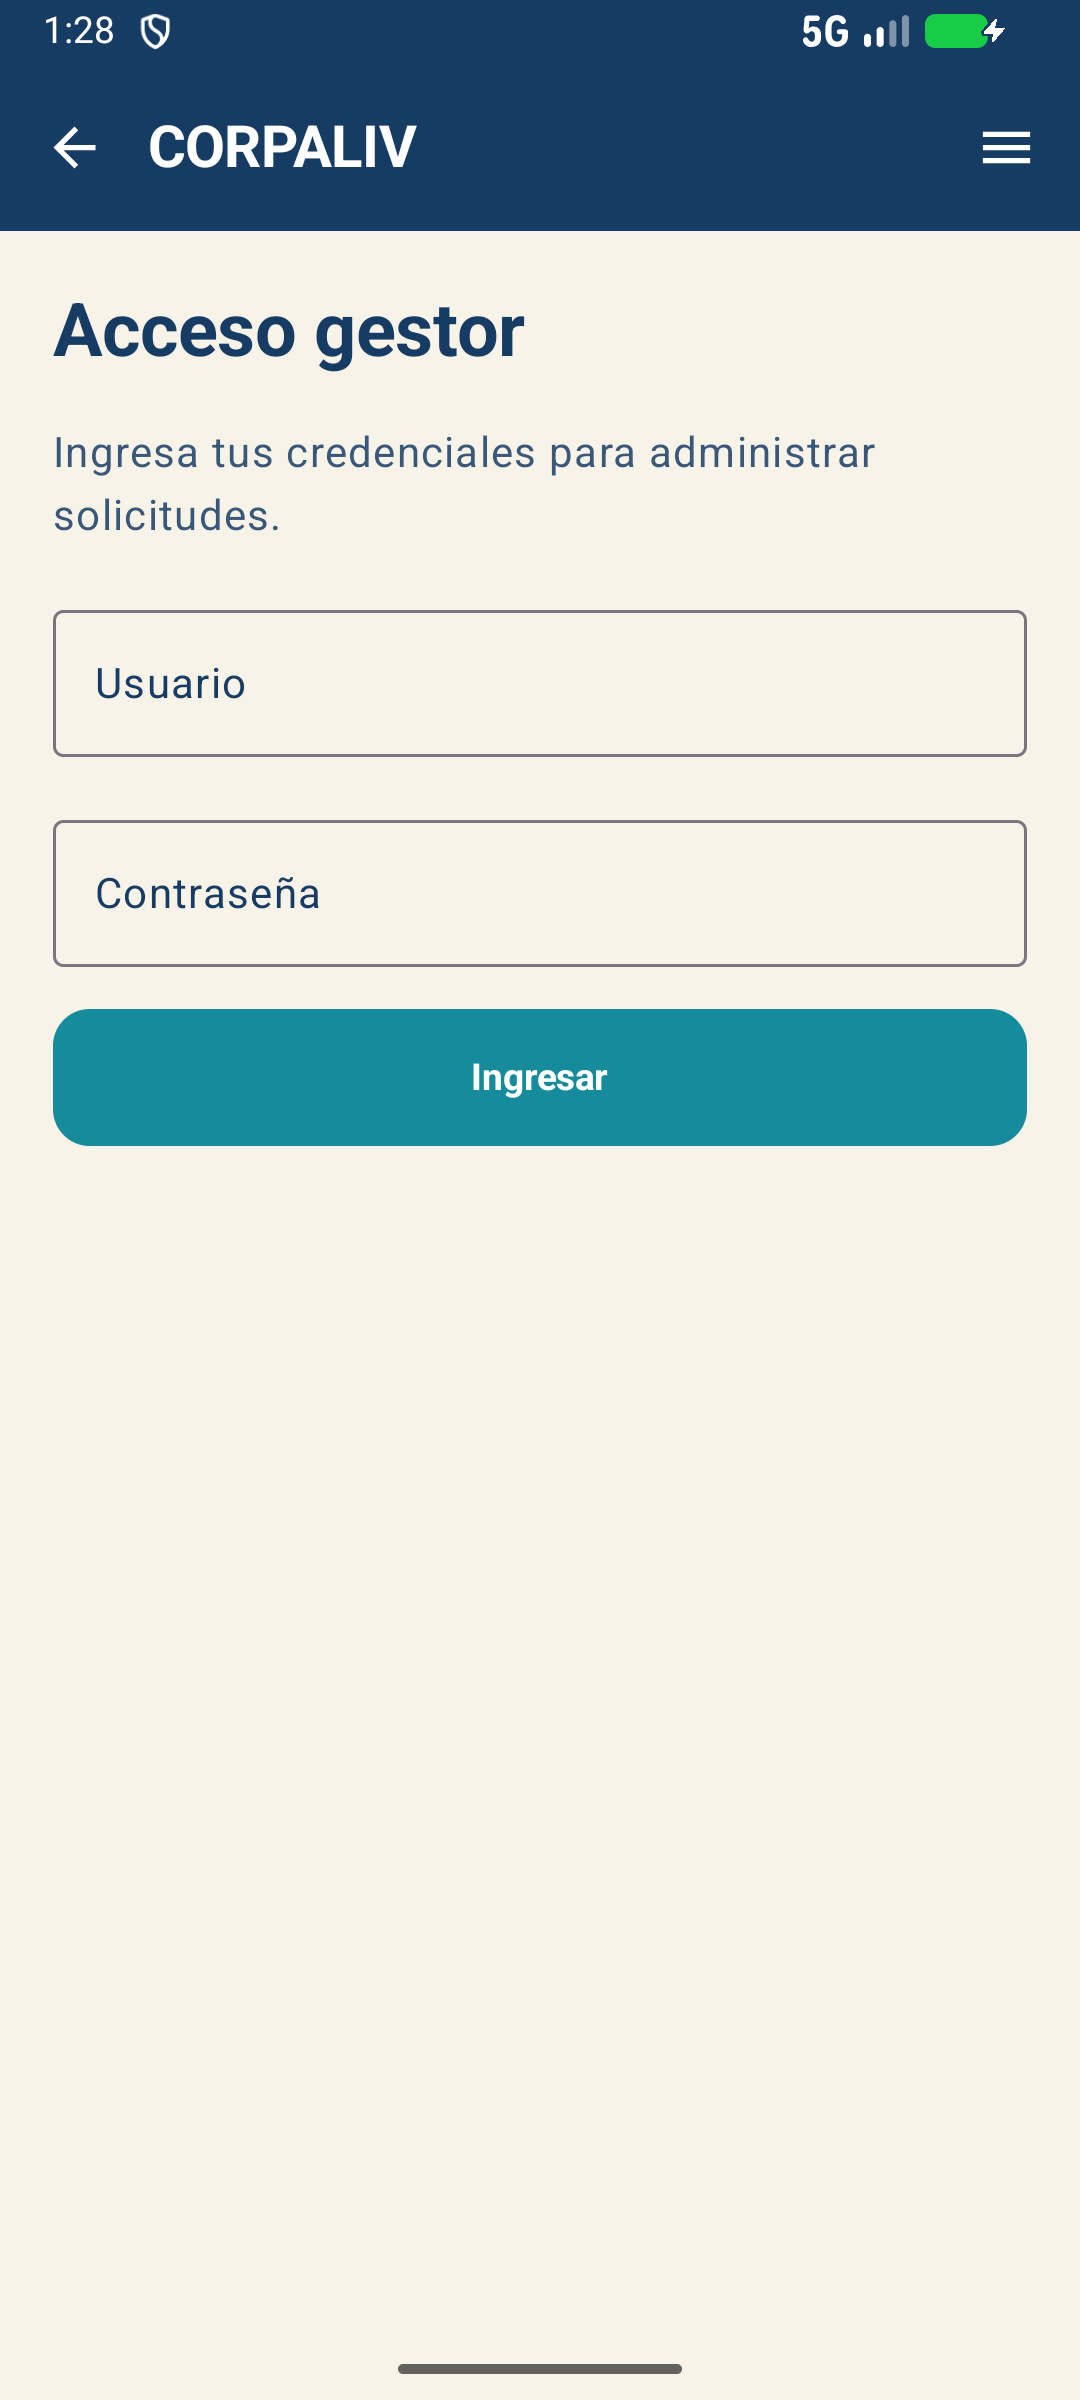 1:28
5G
CORPALIV
Acceso gestor
Ingresa tus credenciales para administrar
solicitudes.
Usuario
Contraseña
Ingresar